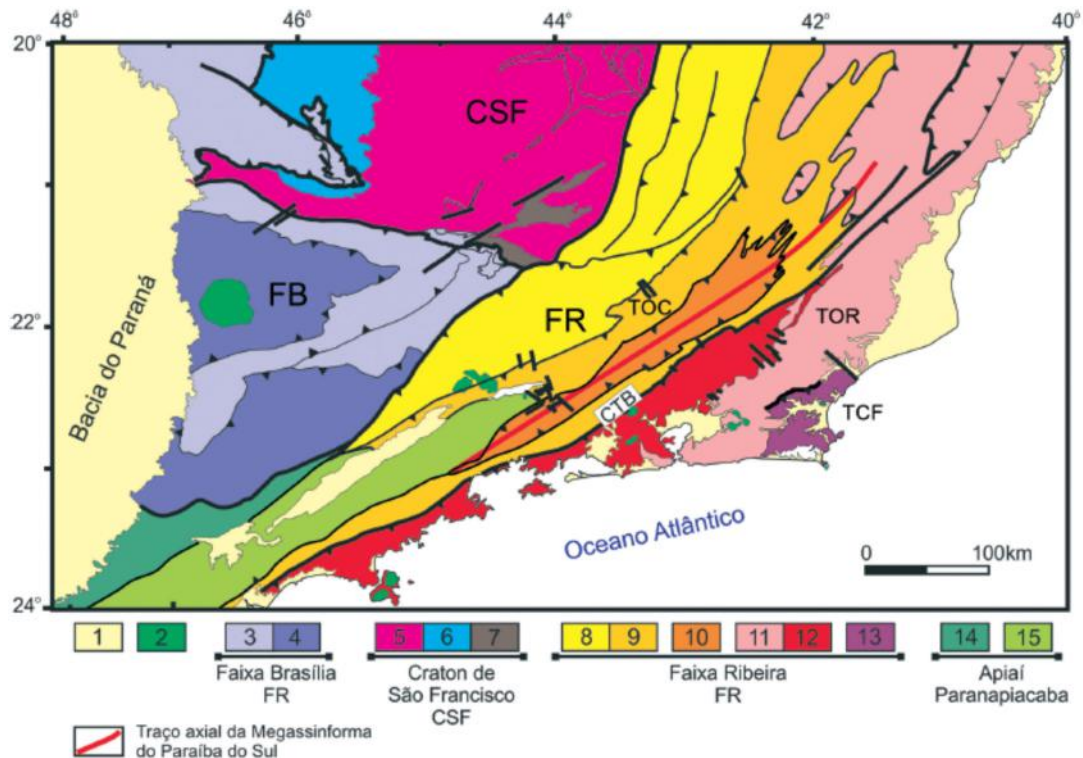 48° 46° 44° 42° 40°
20°
CSF
FB
22°
FR
TOC
TOR
Bacia do Paraná
CTB
TCF
Oceano Atlântico
0 100km
24°
1 2 3 4 5 6 7 8 9 10 11 12 13 14 15
Faixa Brasília
FR
Craton de
São Francisco
CSF
Faixa Ribeira
FR
Apiaí
Paranapiacaba
Traço axial da Megassinforma
do Paraíba do Sul